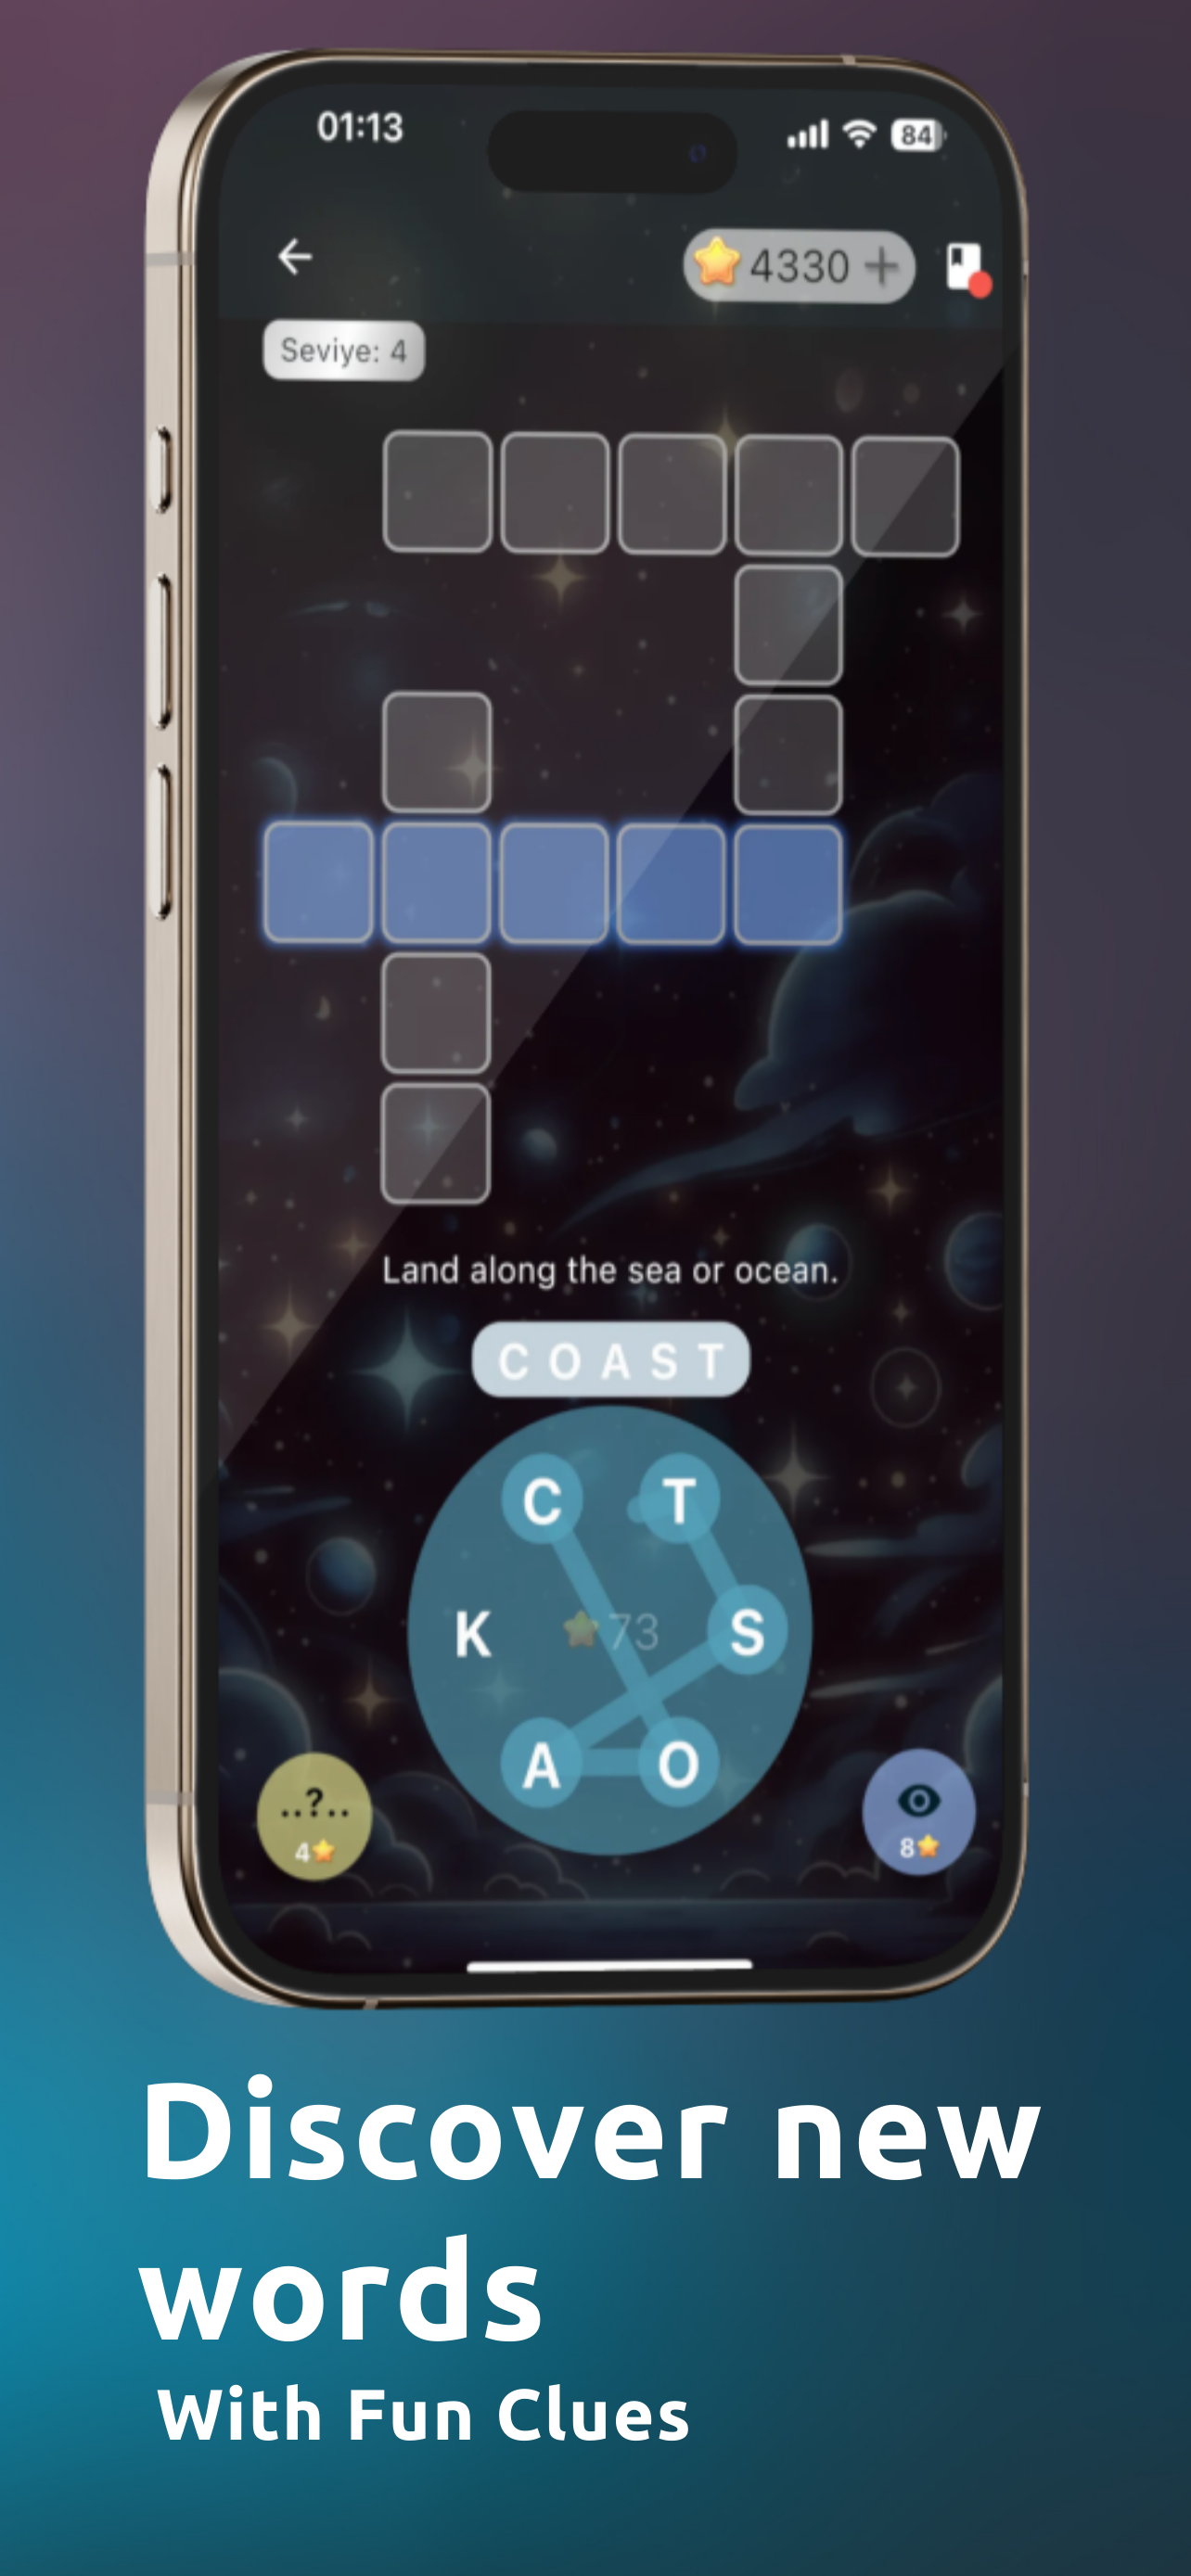 01:13
84
4330 +
Seviye: 4
Land along the sea or ocean.
COAST
C T
K 73 S
A O
..?..
4
8
Discover new
words
With Fun Clues